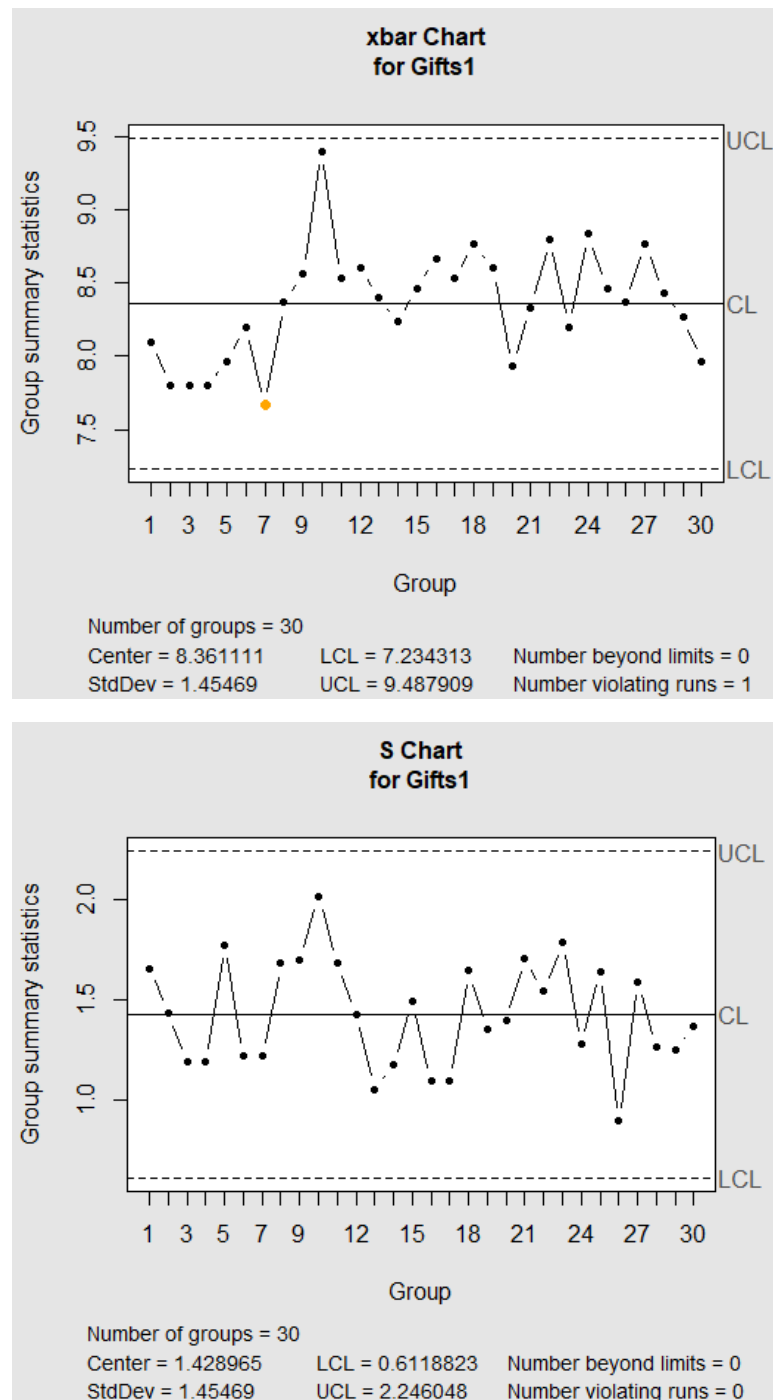 xbar Chart
for Gifts1
Group summary statistics
9.5
9.0
8.5
8.0
7.5
UCL
CL
LCL
1 3 5 7 9 12 15 18 21 24 27 30
Group
Number of groups = 30
Center = 8.361111 LCL = 7.234313 Number beyond limits = 0
StdDev = 1.45469 UCL = 9.487909 Number violating runs = 1
S Chart
for Gifts1
Group summary statistics
2.0
1.5
1.0
UCL
CL
LCL
1 3 5 7 9 12 15 18 21 24 27 30
Group
Number of groups = 30
Center = 1.428965 LCL = 0.6118823 Number beyond limits = 0
StdDev = 1.45469 UCL = 2.246048 Number violating runs = 0